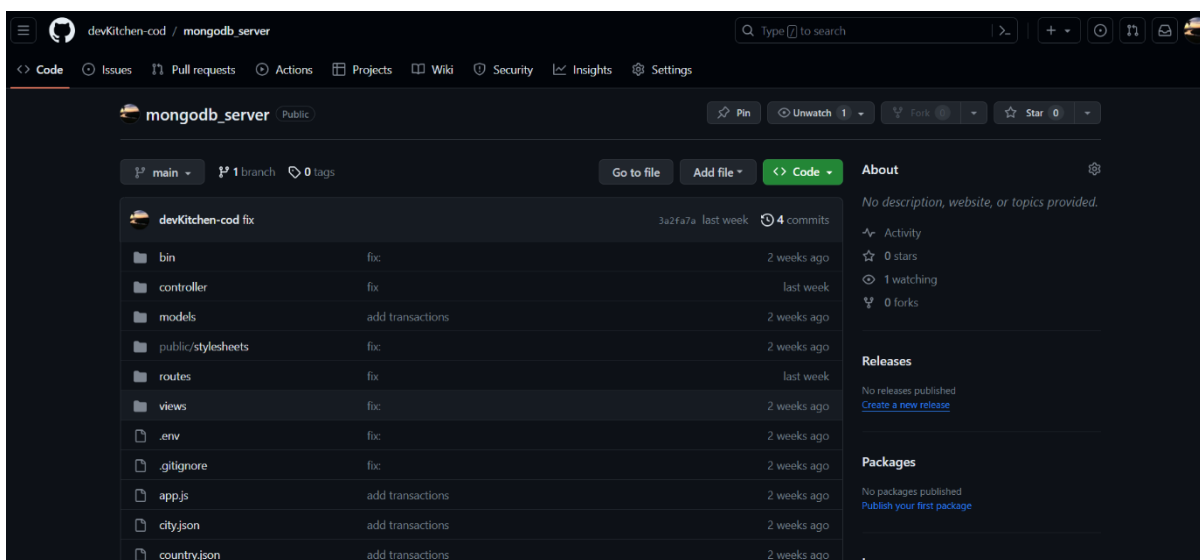 devKitchen-cod / mongodb_server
Type / to search
Code Issues Pull requests Actions Projects Wiki Security Insights Settings
mongodb_server Public
Pin Unwatch 1 Fork 0 Star 0
main 1 branch 0 tags
Go to file Add file Code
About
No description, website, or topics provided.
devKitchen-cod fix 3a2fa7a last week 4 commits
Activity
0 stars
1 watching
0 forks
bin fix: 2 weeks ago
controller fix last week
models add transactions 2 weeks ago
public/stylesheets fix: 2 weeks ago
routes fix last week
views fix: 2 weeks ago
.env fix: 2 weeks ago
.gitignore fix: 2 weeks ago
app.js add transactions 2 weeks ago
city.json add transactions 2 weeks ago
country.json add transactions 2 weeks ago
Releases
No releases published
Create a new release
Packages
No packages published
Publish your first package